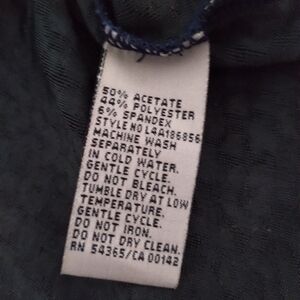 50% ACETATE
44% POLYESTER
6% SPANDEX
STYLE NO L4A186856
MACHINE WASH
SEPARATELY
IN COLD WATER.
GENTLE CYCLE.
DO NOT BLEACH.
TUMBLE DRY AT LOW
TEMPERATURE.
GENTLE CYCLE.
DO NOT IRON.
DO NOT DRY CLEAN.
RN 54365/CA 00142